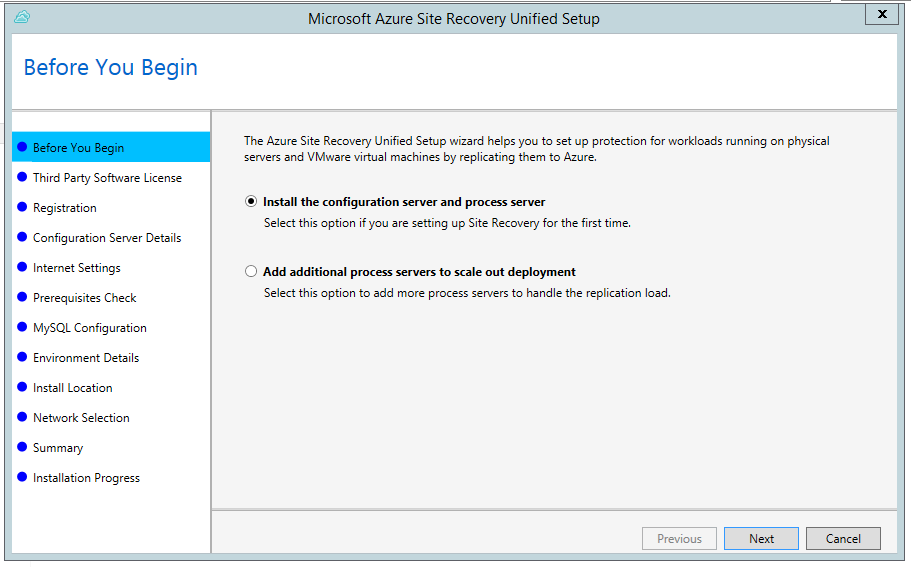 Microsoft Azure Site Recovery Unified Setup
X
Before You Begin
Before You Begin
Third Party Software License
Registration
Configuration Server Details
Internet Settings
Prerequisites Check
MySQL Configuration
Environment Details
Install Location
Network Selection
Summary
Installation Progress
The Azure Site Recovery Unified Setup wizard helps you to set up protection for workloads running on physical
servers and VMware virtual machines by replicating them to Azure.
Install the configuration server and process server
Select this option if you are setting up Site Recovery for the first time.
Add additional process servers to scale out deployment
Select this option to add more process servers to handle the replication load.
Previous Next Cancel